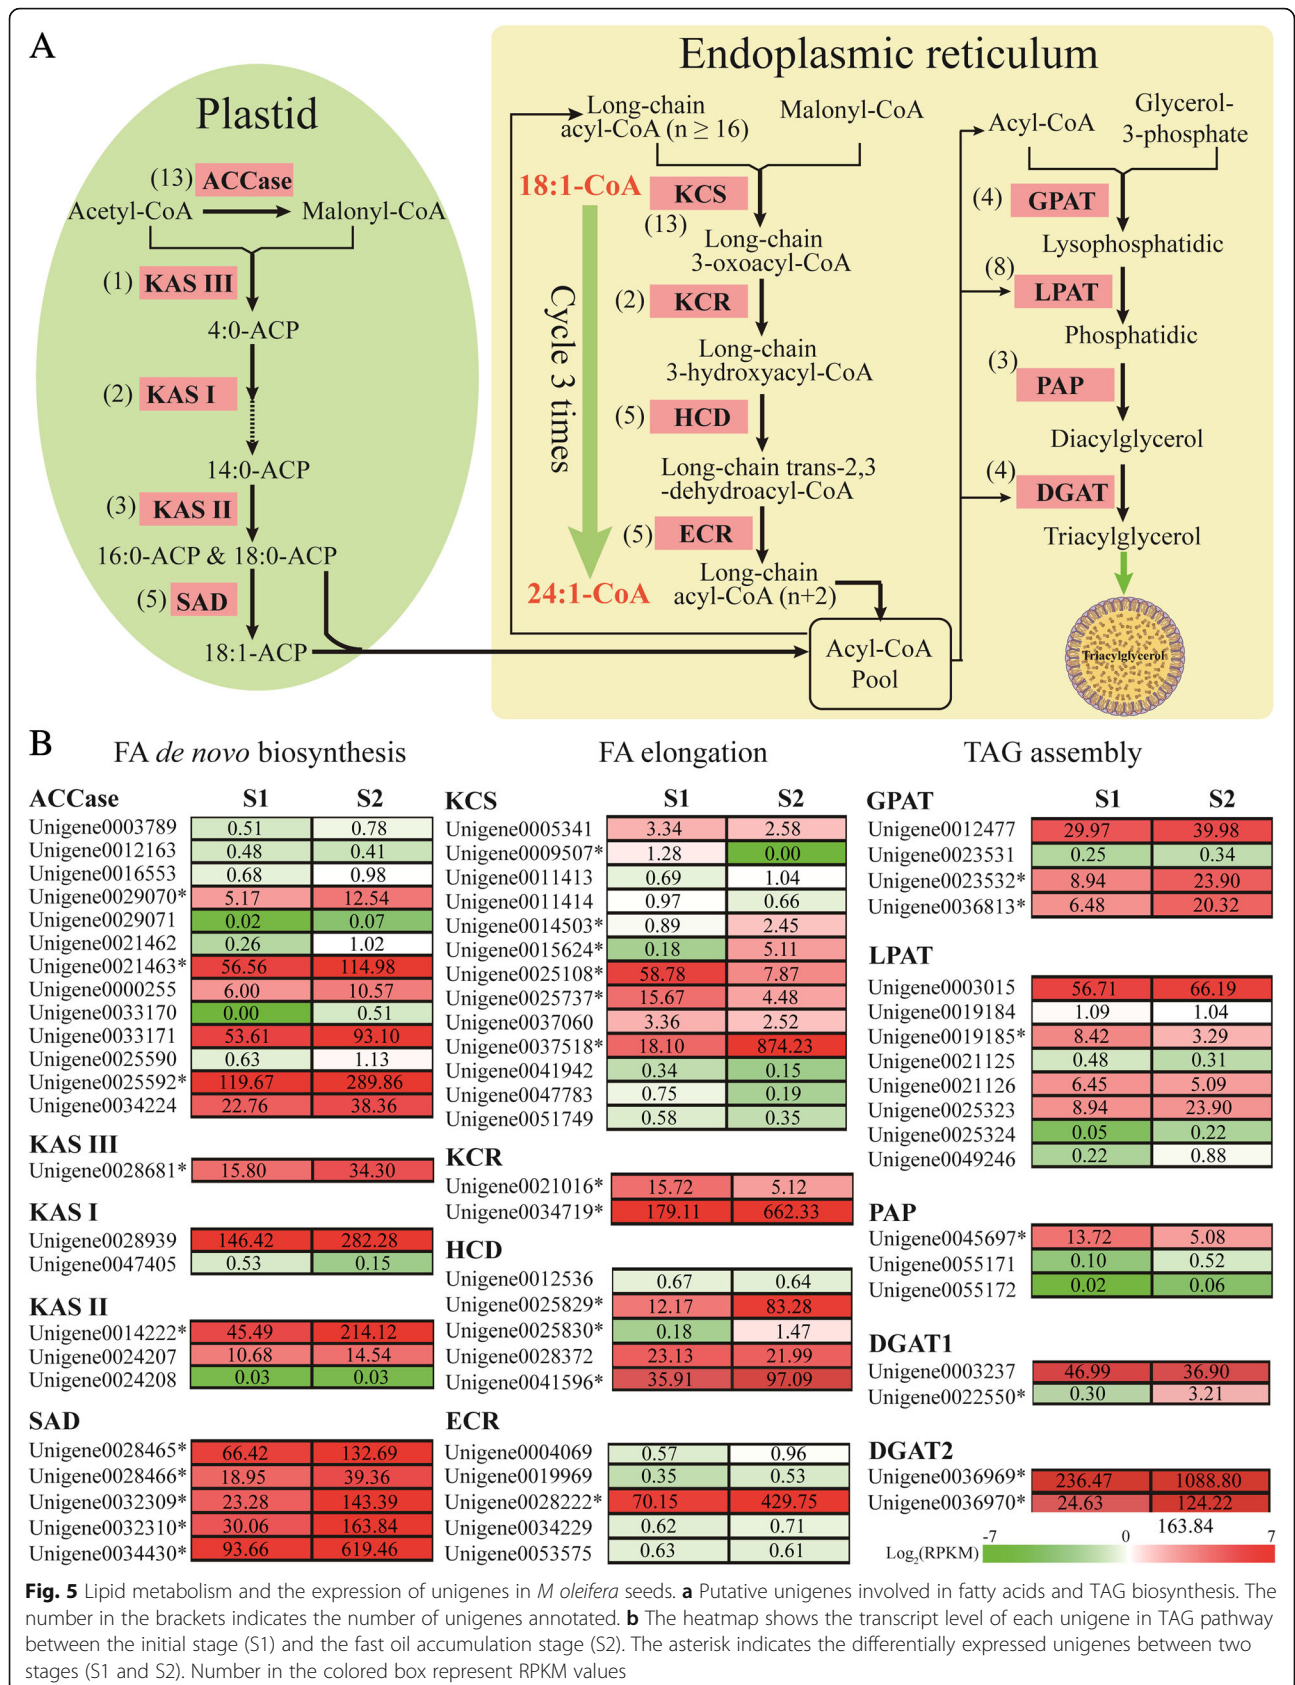 A
Plastid
(13) ACCase
Acetyl-CoA
Malonyl-CoA
(1) KAS III
4:0-ACP
(2) KAS I
14:0-ACP
(3) KAS II
16:0-ACP & 18:0-ACP
(5) SAD
18:1-ACP
Endoplasmic reticulum
Long-chain
acyl-CoA (n ≥ 16)
Malonyl-CoA
18:1-CoA
KCS
(13)
Long-chain
3-oxoacyl-CoA
Cycle 3 times
(2) KCR
Long-chain
3-hydroxyacyl-CoA
(5) HCD
Long-chain trans-2,3
-dehydroacyl-CoA
(5) ECR
24:1-CoA
Long-chain
acyl-CoA (n+2)
Acyl-CoA
Pool
Acyl-CoA
Glycerol-
3-phosphate
(4) GPAT
Lysophosphatidic
(8) LPAT
Phosphatidic
(3) PAP
Diacylglycerol
(4) DGAT
Triacylglycerol
Triacylglycerol
B
FA de novo biosynthesis
ACCase S1 S2
Unigene0003789 0.51 0.78
Unigene0012163 0.48 0.41
Unigene0016553 0.68 0.98
Unigene0029070* 5.17 12.54
Unigene0029071 0.02 0.07
Unigene0021462 0.26 1.02
Unigene0021463* 56.56 114.98
Unigene0000255 6.00 10.57
Unigene0033170 0.00 0.51
Unigene0033171 53.61 93.10
Unigene0025590 0.63 1.13
Unigene0025592* 119.67 289.86
Unigene0034224 22.76 38.36
KAS III
Unigene0028681* 15.80 34.30
KAS I
Unigene0028939 146.42 282.28
Unigene0047405 0.53 0.15
KAS II
Unigene0014222* 45.49 214.12
Unigene0024207 10.68 14.54
Unigene0024208 0.03 0.03
SAD
Unigene0028465* 66.42 132.69
Unigene0028466* 18.95 39.36
Unigene0032309* 23.28 143.39
Unigene0032310* 30.06 163.84
Unigene0034430* 93.66 619.46
FA elongation
KCS S1 S2
Unigene0005341 3.34 2.58
Unigene0009507* 1.28 0.00
Unigene0011413 0.69 1.04
Unigene0011414 0.97 0.66
Unigene0014503* 0.89 2.45
Unigene0015624* 0.18 5.11
Unigene0025108* 58.78 7.87
Unigene0025737* 15.67 4.48
Unigene0037060 3.36 2.52
Unigene0037518* 18.10 874.23
Unigene0041942 0.34 0.15
Unigene0047783 0.75 0.19
Unigene0051749 0.58 0.35
KCR
Unigene0021016* 15.72 5.12
Unigene0034719* 179.11 662.33
HCD
Unigene0012536 0.67 0.64
Unigene0025829* 12.17 83.28
Unigene0025830* 0.18 1.47
Unigene0028372 23.13 21.99
Unigene0041596* 35.91 97.09
ECR
Unigene0004069 0.57 0.96
Unigene0019969 0.35 0.53
Unigene0028222* 70.15 429.75
Unigene0034229 0.62 0.71
Unigene0053575 0.63 0.61
TAG assembly
GPAT S1 S2
Unigene0012477 29.97 39.98
Unigene0023531 0.25 0.34
Unigene0023532* 8.94 23.90
Unigene0036813* 6.48 20.32
LPAT
Unigene0003015 56.71 66.19
Unigene0019184 1.09 1.04
Unigene0019185* 8.42 3.29
Unigene0021125 0.48 0.31
Unigene0021126 6.45 5.09
Unigene0025323 8.94 23.90
Unigene0025324 0.05 0.22
Unigene0049246 0.22 0.88
PAP
Unigene0045697* 13.72 5.08
Unigene0055171 0.10 0.52
Unigene0055172 0.02 0.06
DGAT1
Unigene0003237 46.99 36.90
Unigene0022550* 0.30 3.21
DGAT2
Unigene0036969* 236.47 1088.80
Unigene0036970* 24.63 124.22
163.84
-7 0 7
Log2(RPKM)
Fig. 5 Lipid metabolism and the expression of unigenes in M oleifera seeds. a Putative unigenes involved in fatty acids and TAG biosynthesis. The
number in the brackets indicates the number of unigenes annotated. b The heatmap shows the transcript level of each unigene in TAG pathway
between the initial stage (S1) and the fast oil accumulation stage (S2). The asterisk indicates the differentially expressed unigenes between two
stages (S1 and S2). Number in the colored box represent RPKM values